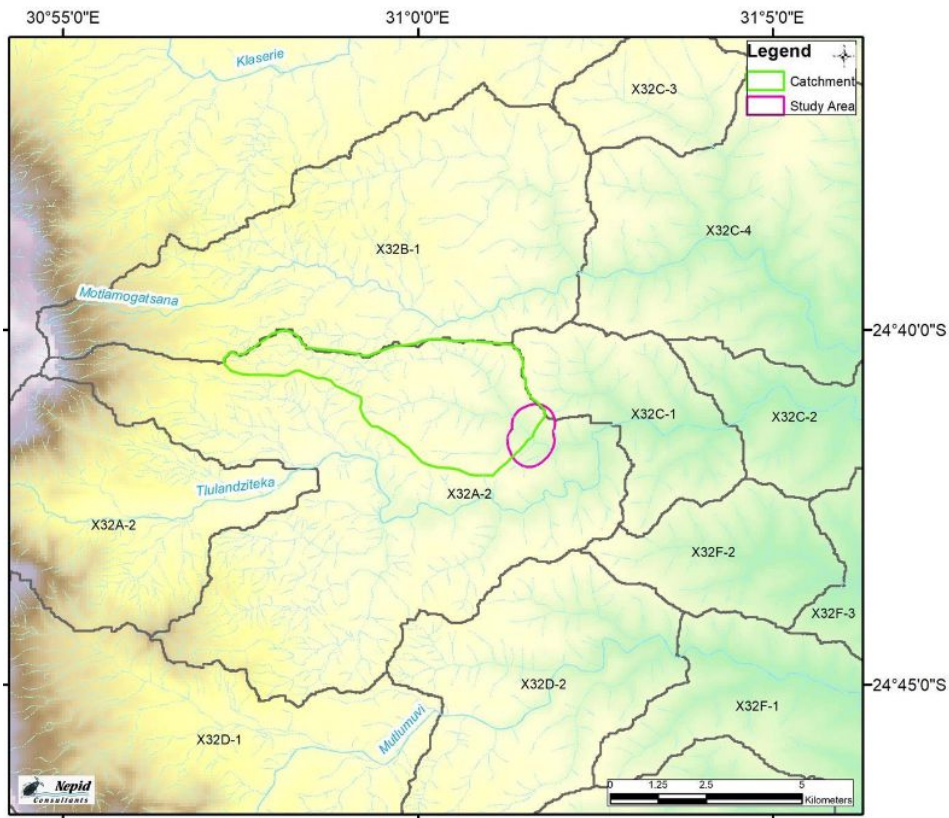 30°55'0"E
31°0'0"E
31°5'0"E
Legend
Catchment
Study Area
Klaserie
X32C-3
X32C-4
X32B-1
Motlamogatsana
24°40'0"S
X32C-1
X32C-2
Tlulandziteka
X32A-2
X32A-2
X32F-2
X32F-3
24°45'0"S
X32D-2
X32F-1
Mutlumuvi
X32D-1
Nepid
Consultants
0 1.25 2.5 5
Kilometers